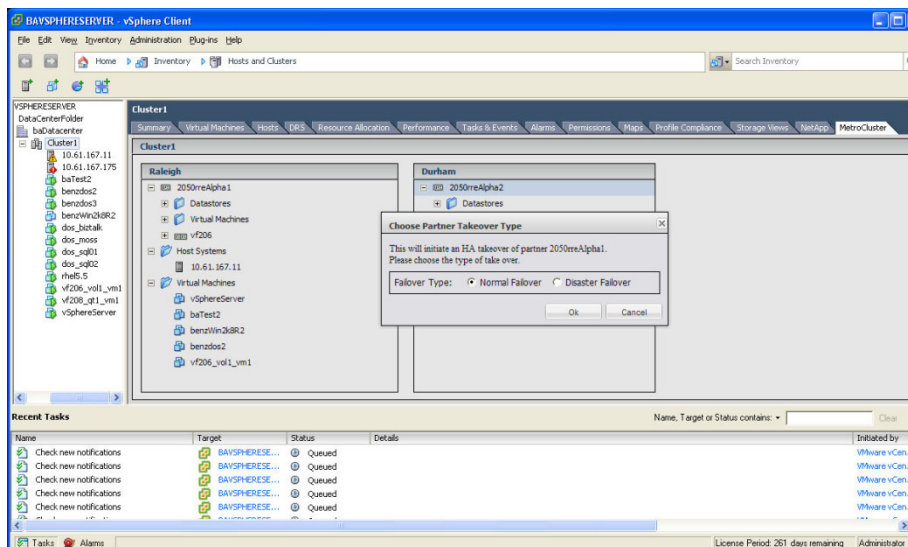 BAVSPHERESERVER - vSphere Client
File Edit View Inventory Administration Plug-ins Help
Home Inventory Hosts and Clusters Search Inventory
VSPHERESERVER
DataCenterFolder
baDatacenter
Cluster1
10.61.167.11
10.61.167.175
baTest2
benzdos2
benzdos3
benzWin2k8R2
dos_biztalk
dos_moss
dos_sql01
dos_sql02
rhel5.5
vf206_vol1_vm1
vf208_qt1_vm1
vSphereServer
Cluster1
Summary Virtual Machines Hosts DRS Resource Allocation Performance Tasks & Events Alarms Permissions Maps Profile Compliance Storage Views NetApp MetroCluster
Cluster1
Raleigh
2050rreAlpha1
Datastores
Virtual Machines
vf206
Host Systems
10.61.167.11
Virtual Machines
vSphereServer
baTest2
benzWin2k8R2
benzdos2
vf206_vol1_vm1
Durham
2050rreAlpha2
Datastores
Choose Partner Takeover Type
This will initiate an HA takeover of partner 2050rreAlpha1.
Please choose the type of take over.
Failover Type: Normal Failover Disaster Failover
Ok Cancel
Recent Tasks Name, Target or Status contains: Clear
Name Target Status Details Initiated by
Check new notifications BAVSPHERESE... Queued VMware vCen.
Check new notifications BAVSPHERESE... Queued VMware vCen.
Check new notifications BAVSPHERESE... Queued VMware vCen.
Check new notifications BAVSPHERESE... Queued VMware vCen.
Check new notifications BAVSPHERESE... Queued VMware vCen.
Tasks Alarms License Period: 261 days remaining Administrator